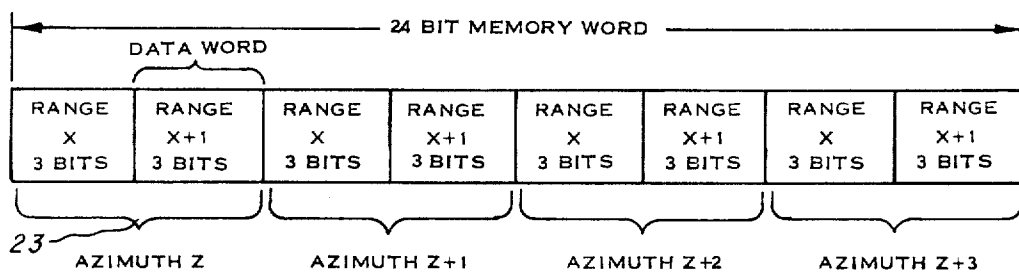 24 BIT MEMORY WORD
DATA WORD
RANGE RANGE RANGE RANGE RANGE RANGE RANGE RANGE
X X+1 X X+1 X X+1 X X+1
3 BITS 3 BITS 3 BITS 3 BITS 3 BITS 3 BITS 3 BITS 3 BITS
23
AZIMUTH Z AZIMUTH Z+1 AZIMUTH Z+2 AZIMUTH Z+3